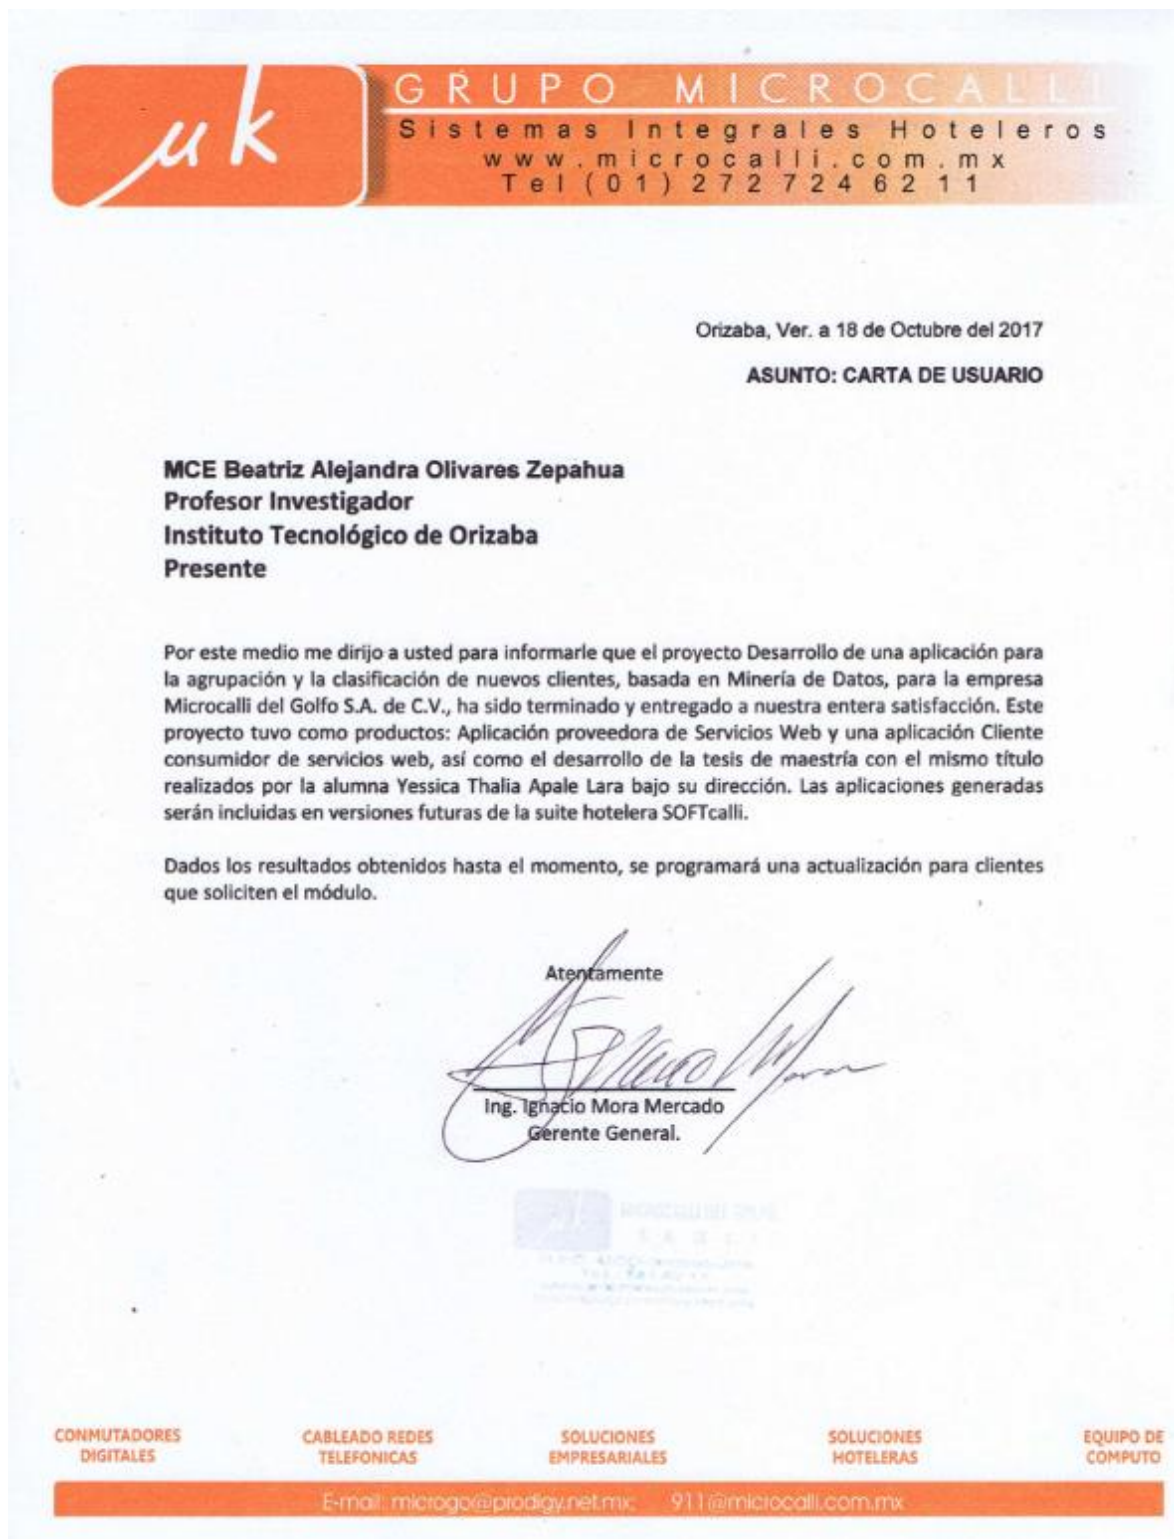 µk
GRUPO MICROCALLI
Sistemas Integrales Hoteleros
www.microcalli.com.mx
Tel (01) 272 724 62 11
Orizaba, Ver. a 18 de Octubre del 2017
ASUNTO: CARTA DE USUARIO
MCE Beatriz Alejandra Olivares Zepahua
Profesor Investigador
Instituto Tecnológico de Orizaba
Presente
Por este medio me dirijo a usted para informarle que el proyecto Desarrollo de una aplicación para
la agrupación y la clasificación de nuevos clientes, basada en Minería de Datos, para la empresa
Microcalli del Golfo S.A. de C.V., ha sido terminado y entregado a nuestra entera satisfacción. Este
proyecto tuvo como productos: Aplicación proveedora de Servicios Web y una aplicación Cliente
consumidor de servicios web, así como el desarrollo de la tesis de maestría con el mismo título
realizados por la alumna Yessica Thalia Apale Lara bajo su dirección. Las aplicaciones generadas
serán incluidas en versiones futuras de la suite hotelera SOFTcalli.
Dados los resultados obtenidos hasta el momento, se programará una actualización para clientes
que soliciten el módulo.
Atentamente
Ing. Ignacio Mora Mercado
Gerente General.
CONMUTADORES DIGITALES
CABLEADO REDES TELEFONICAS
SOLUCIONES EMPRESARIALES
SOLUCIONES HOTELERAS
EQUIPO DE COMPUTO
E-mail: microgo@prodigy.net.mx; 911@microcalli.com.mx